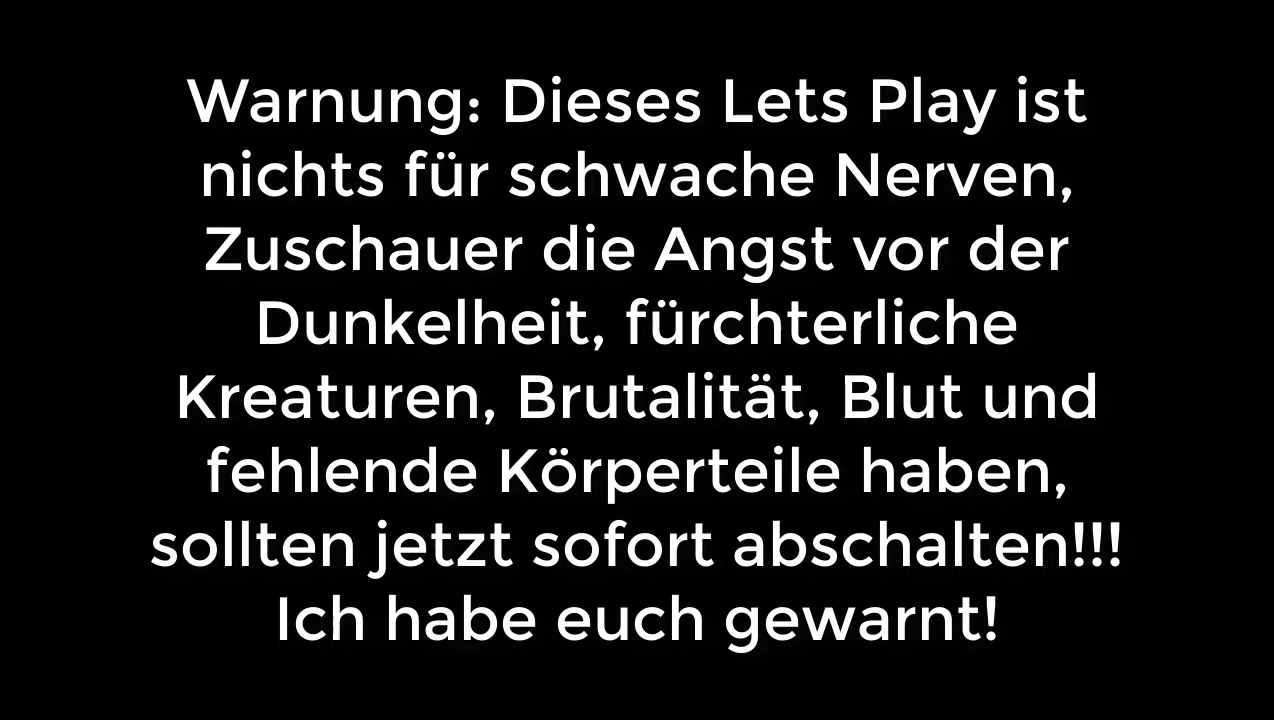 Warnung: Dieses Lets Play ist
nichts für schwache Nerven,
Zuschauer die Angst vor der
Dunkelheit, fürchterliche
Kreaturen, Brutalität, Blut und
fehlende Körperteile haben,
sollten jetzt sofort abschalten!!!
Ich habe euch gewarnt!